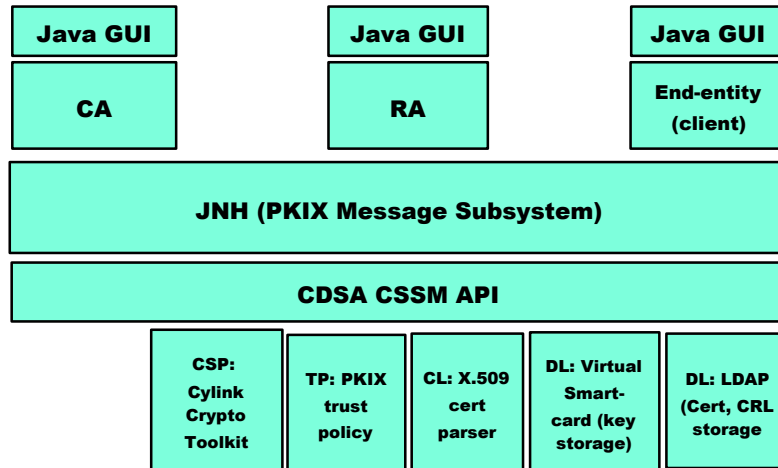 Java GUI
Java GUI
Java GUI
CA
RA
End-entity
(client)
JNH (PKIX Message Subsystem)
CDSA CSSM API
CSP:
Cylink
Crypto
Toolkit
TP: PKIX
trust
policy
CL: X.509
cert
parser
DL: Virtual
Smart-
card (key
storage)
DL: LDAP
(Cert, CRL
storage